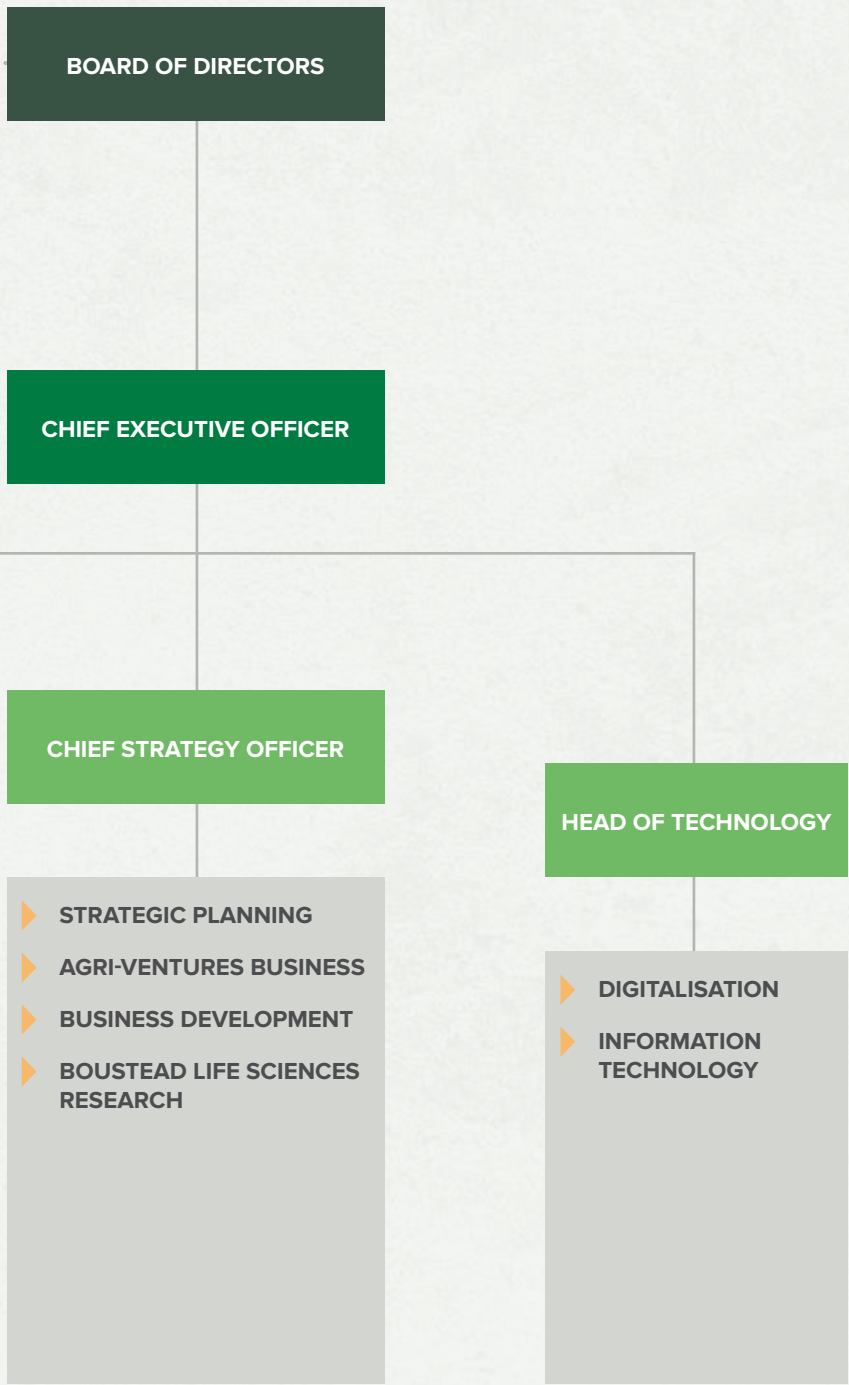 BOARD OF DIRECTORS
CHIEF EXECUTIVE OFFICER
CHIEF STRATEGY OFFICER
HEAD OF TECHNOLOGY
STRATEGIC PLANNING
AGRI-VENTURES BUSINESS
BUSINESS DEVELOPMENT
BOUSTEAD LIFE SCIENCES
RESEARCH
DIGITALISATION
INFORMATION
TECHNOLOGY